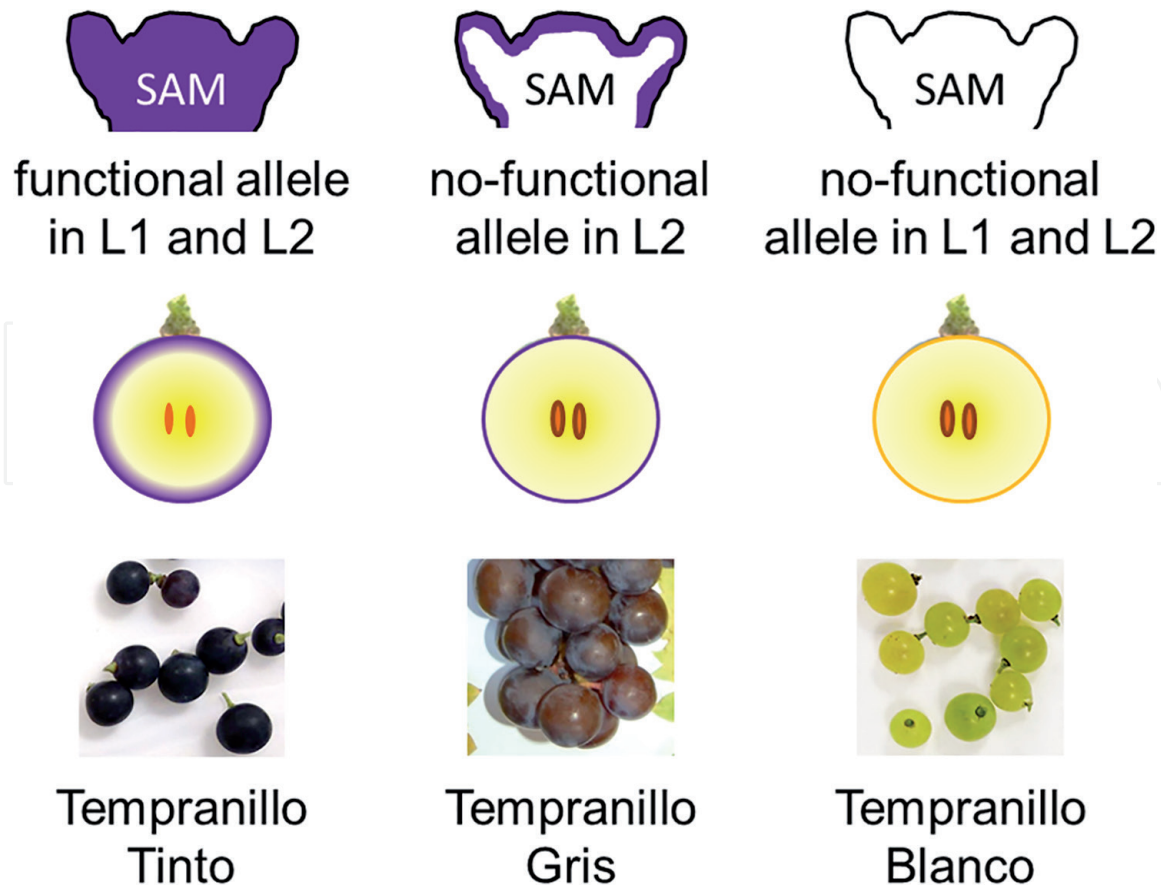 SAM
SAM
SAM
functional allele
in L1 and L2
no-functional
allele in L2
no-functional
allele in L1 and L2
Tempranillo
Tinto
Tempranillo
Gris
Tempranillo
Blanco